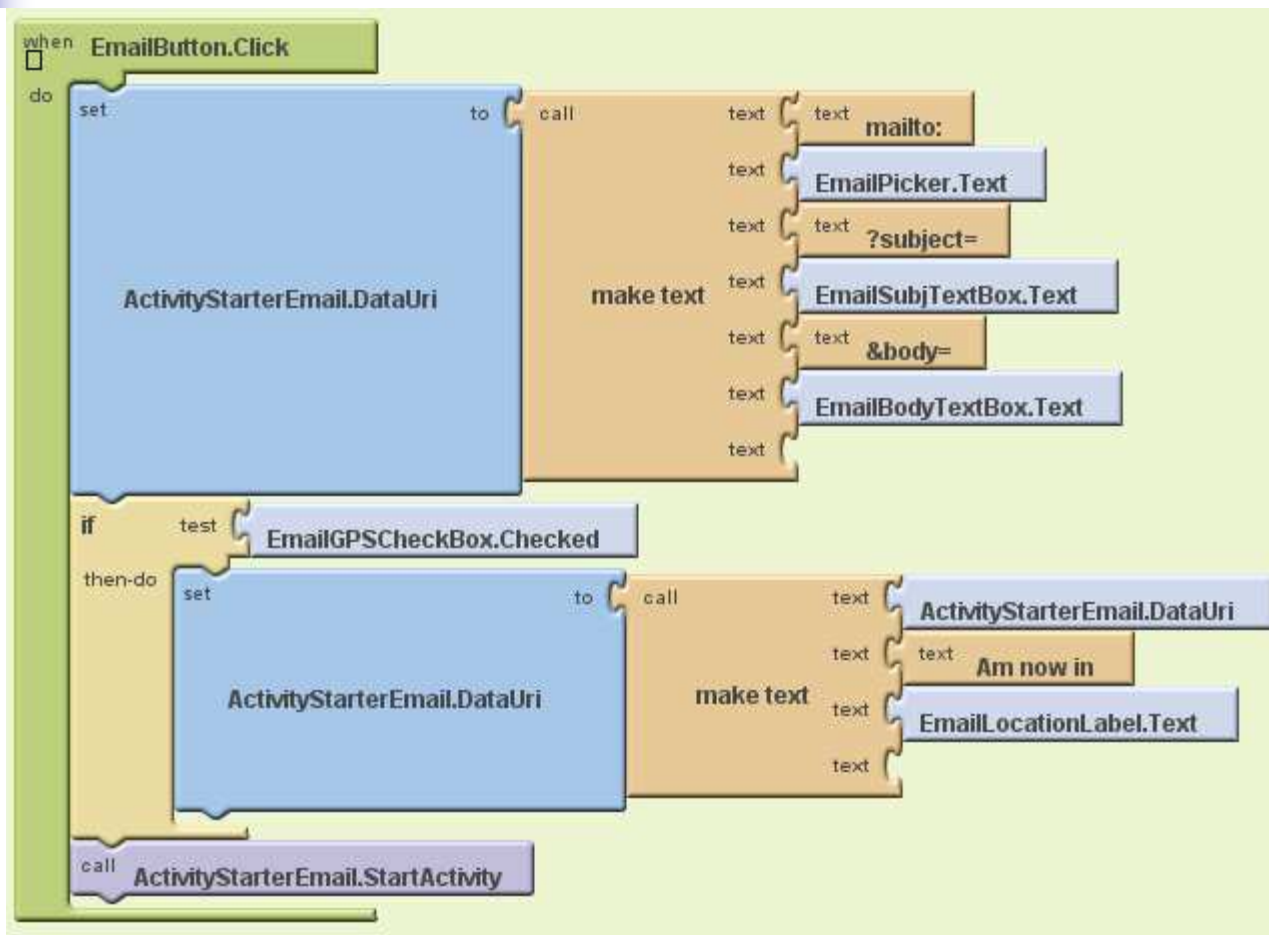 when EmailButton.Click
do
set to call text text mailto:
text EmailPicker.Text
text text ?subject=
ActivityStarterEmail.DataUri make text text EmailSubjTextBox.Text
text text &body=
text EmailBodyTextBox.Text
text
if test EmailGPSCheckBox.Checked
then-do set to call text ActivityStarterEmail.DataUri
text text Am now in
ActivityStarterEmail.DataUri make text text EmailLocationLabel.Text
text
call ActivityStarterEmail.StartActivity